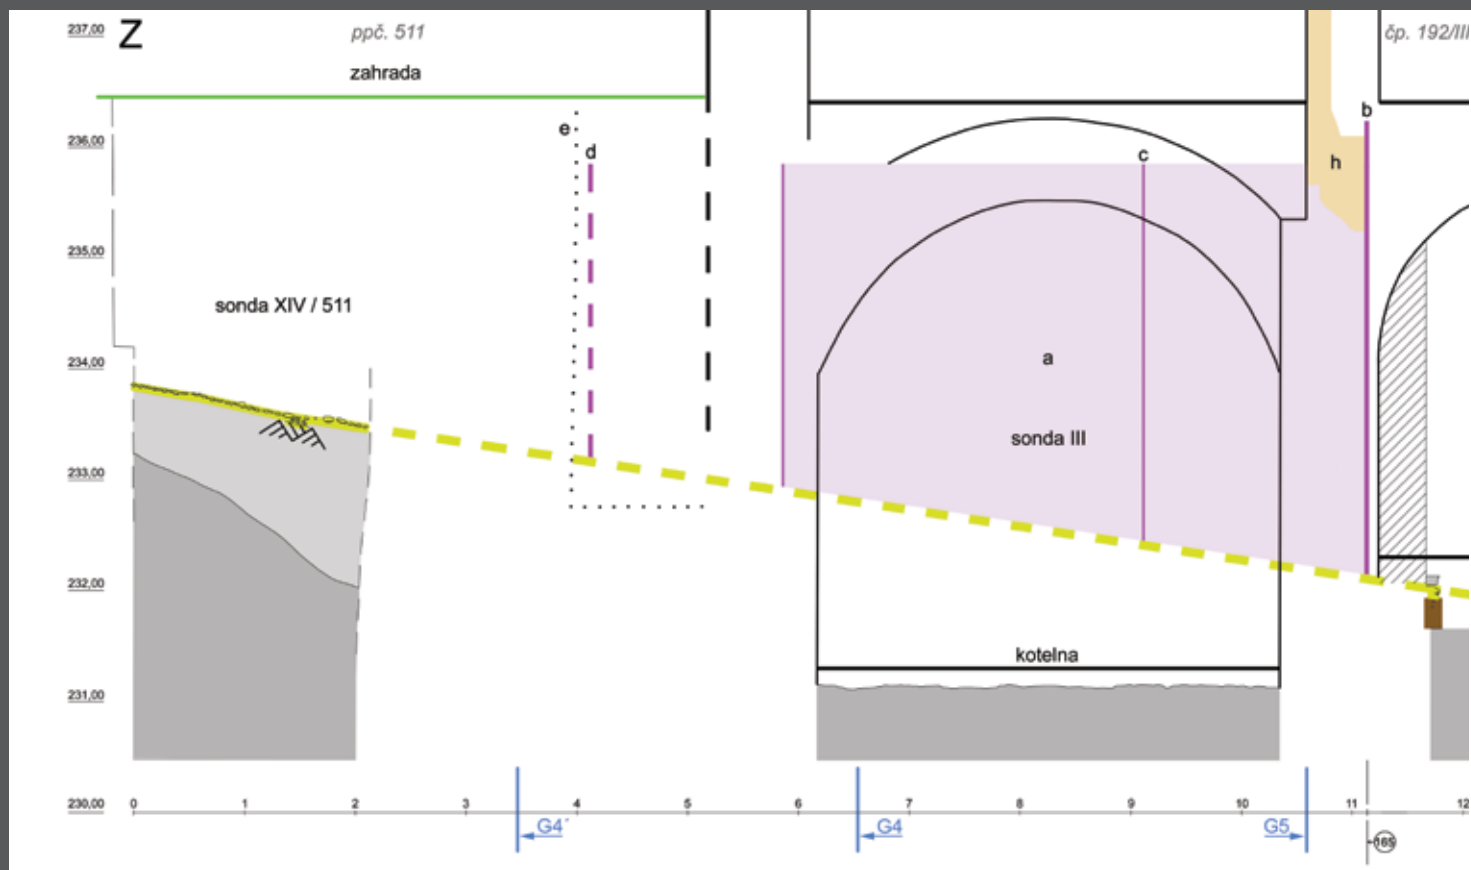 237,00 Z ppč. 511 čp. 192/III
zahrada
b
e
236,00
d c
h
235,00
sonda XIV / 511
234,00
a
sonda III
233,00
232,00
kotelna
231,00
230,00 0 1 2 3 4 5 6 7 8 9 10 11 12
G4´ G4 G5
165